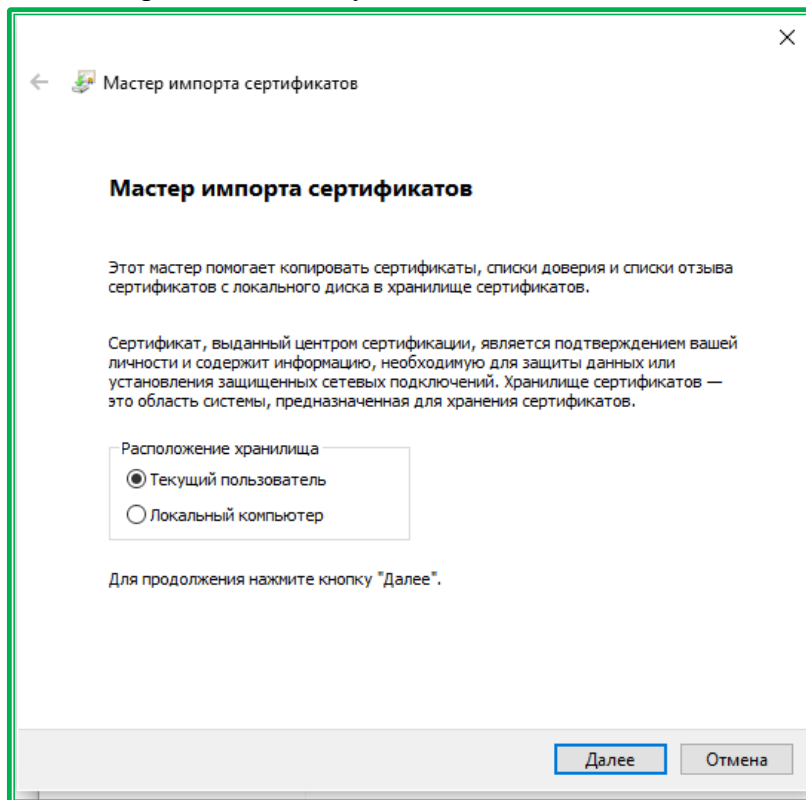 Мастер импорта сертификатов
Мастер импорта сертификатов
Этот мастер помогает копировать сертификаты, списки доверия и списки отзыва
сертификатов с локального диска в хранилище сертификатов.
Сертификат, выданный центром сертификации, является подтверждением вашей
личности и содержит информацию, необходимую для защиты данных или
установления защищенных сетевых подключений. Хранилище сертификатов —
это область системы, предназначенная для хранения сертификатов.
Расположение хранилища
Текущий пользователь
Локальный компьютер
Для продолжения нажмите кнопку "Далее".
Далее
Отмена